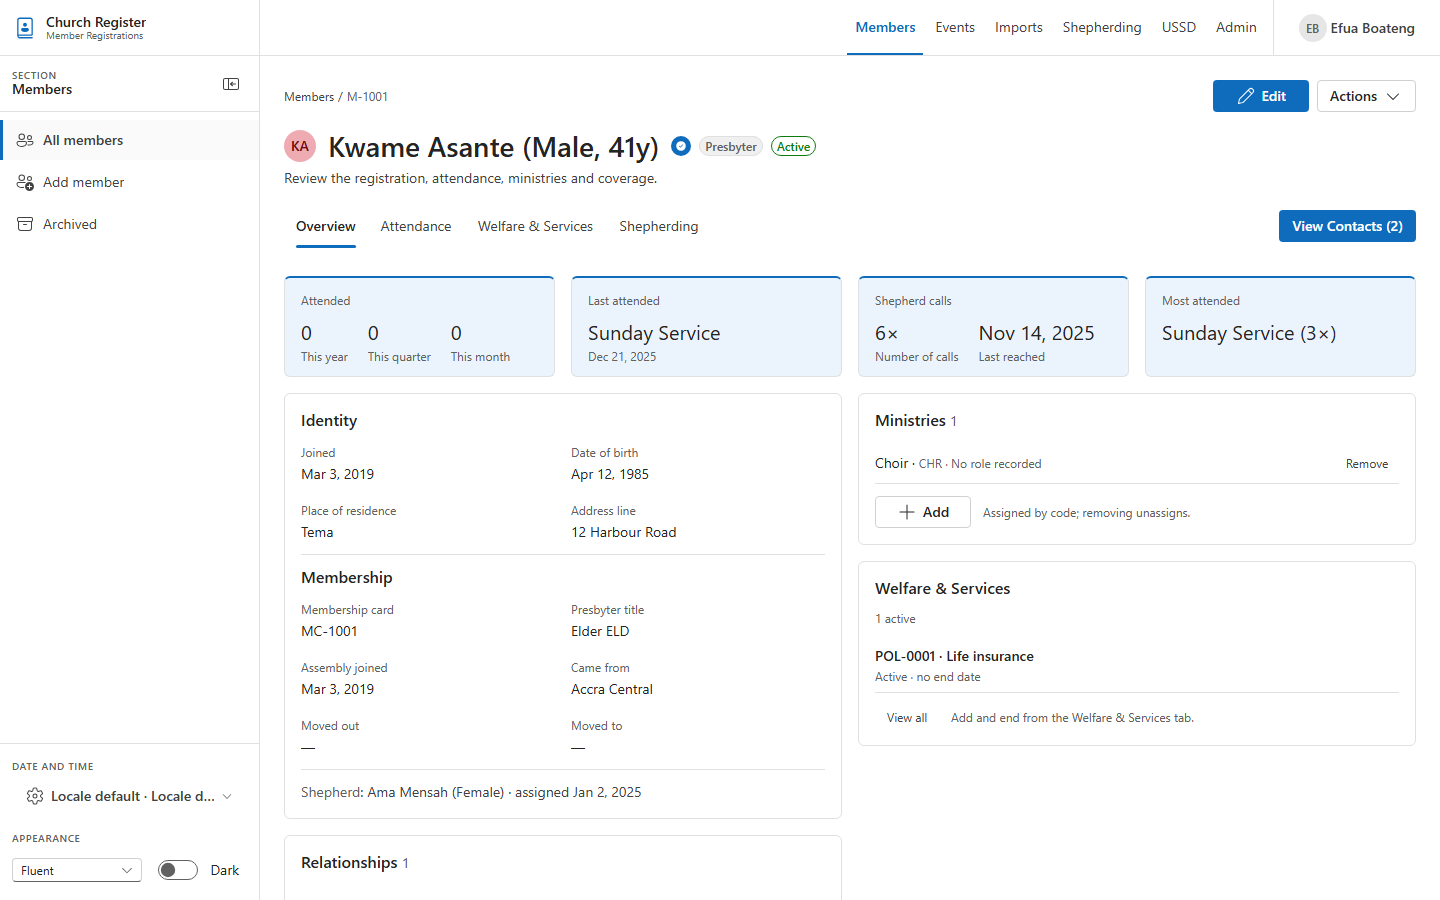 Church Register
Member Registrations
Members
Events
Imports
Shepherding
USSD
Admin
EB
Efua Boateng
SECTION
Members
All members
Add member
Archived
DATE AND TIME
Locale default · Locale d...
APPEARANCE
Fluent
Dark
Members / M-1001
Edit
Actions
KA
Kwame Asante (Male, 41y)
Presbyter
Active
Review the registration, attendance, ministries and coverage.
Overview
Attendance
Welfare & Services
Shepherding
View Contacts (2)
Attended
0
This year
0
This quarter
0
This month
Last attended
Sunday Service
Dec 21, 2025
Shepherd calls
6×
Number of calls
Nov 14, 2025
Last reached
Most attended
Sunday Service (3×)
Identity
Joined
Mar 3, 2019
Date of birth
Apr 12, 1985
Place of residence
Tema
Address line
12 Harbour Road
Membership
Membership card
MC-1001
Presbyter title
Elder ELD
Assembly joined
Mar 3, 2019
Came from
Accra Central
Moved out
—
Moved to
—
Shepherd: Ama Mensah (Female) · assigned Jan 2, 2025
Relationships 1
Ministries 1
Choir · CHR · No role recorded
Remove
Add
Assigned by code; removing unassigns.
Welfare & Services
1 active
POL-0001 · Life insurance
Active · no end date
View all
Add and end from the Welfare & Services tab.